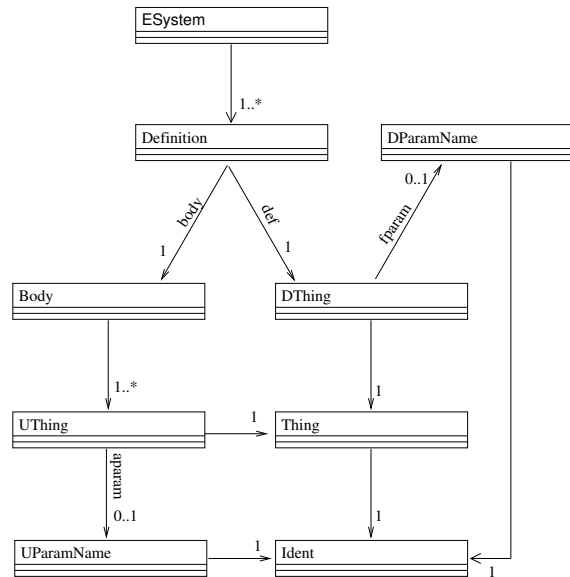 ESystem
1..*
Definition
DParamName
0..1
body
def
fparam
1
1
Body
DThing
1..*
1
UThing
1
Thing
aparam
0..1
1
UParamName
1
Ident
1